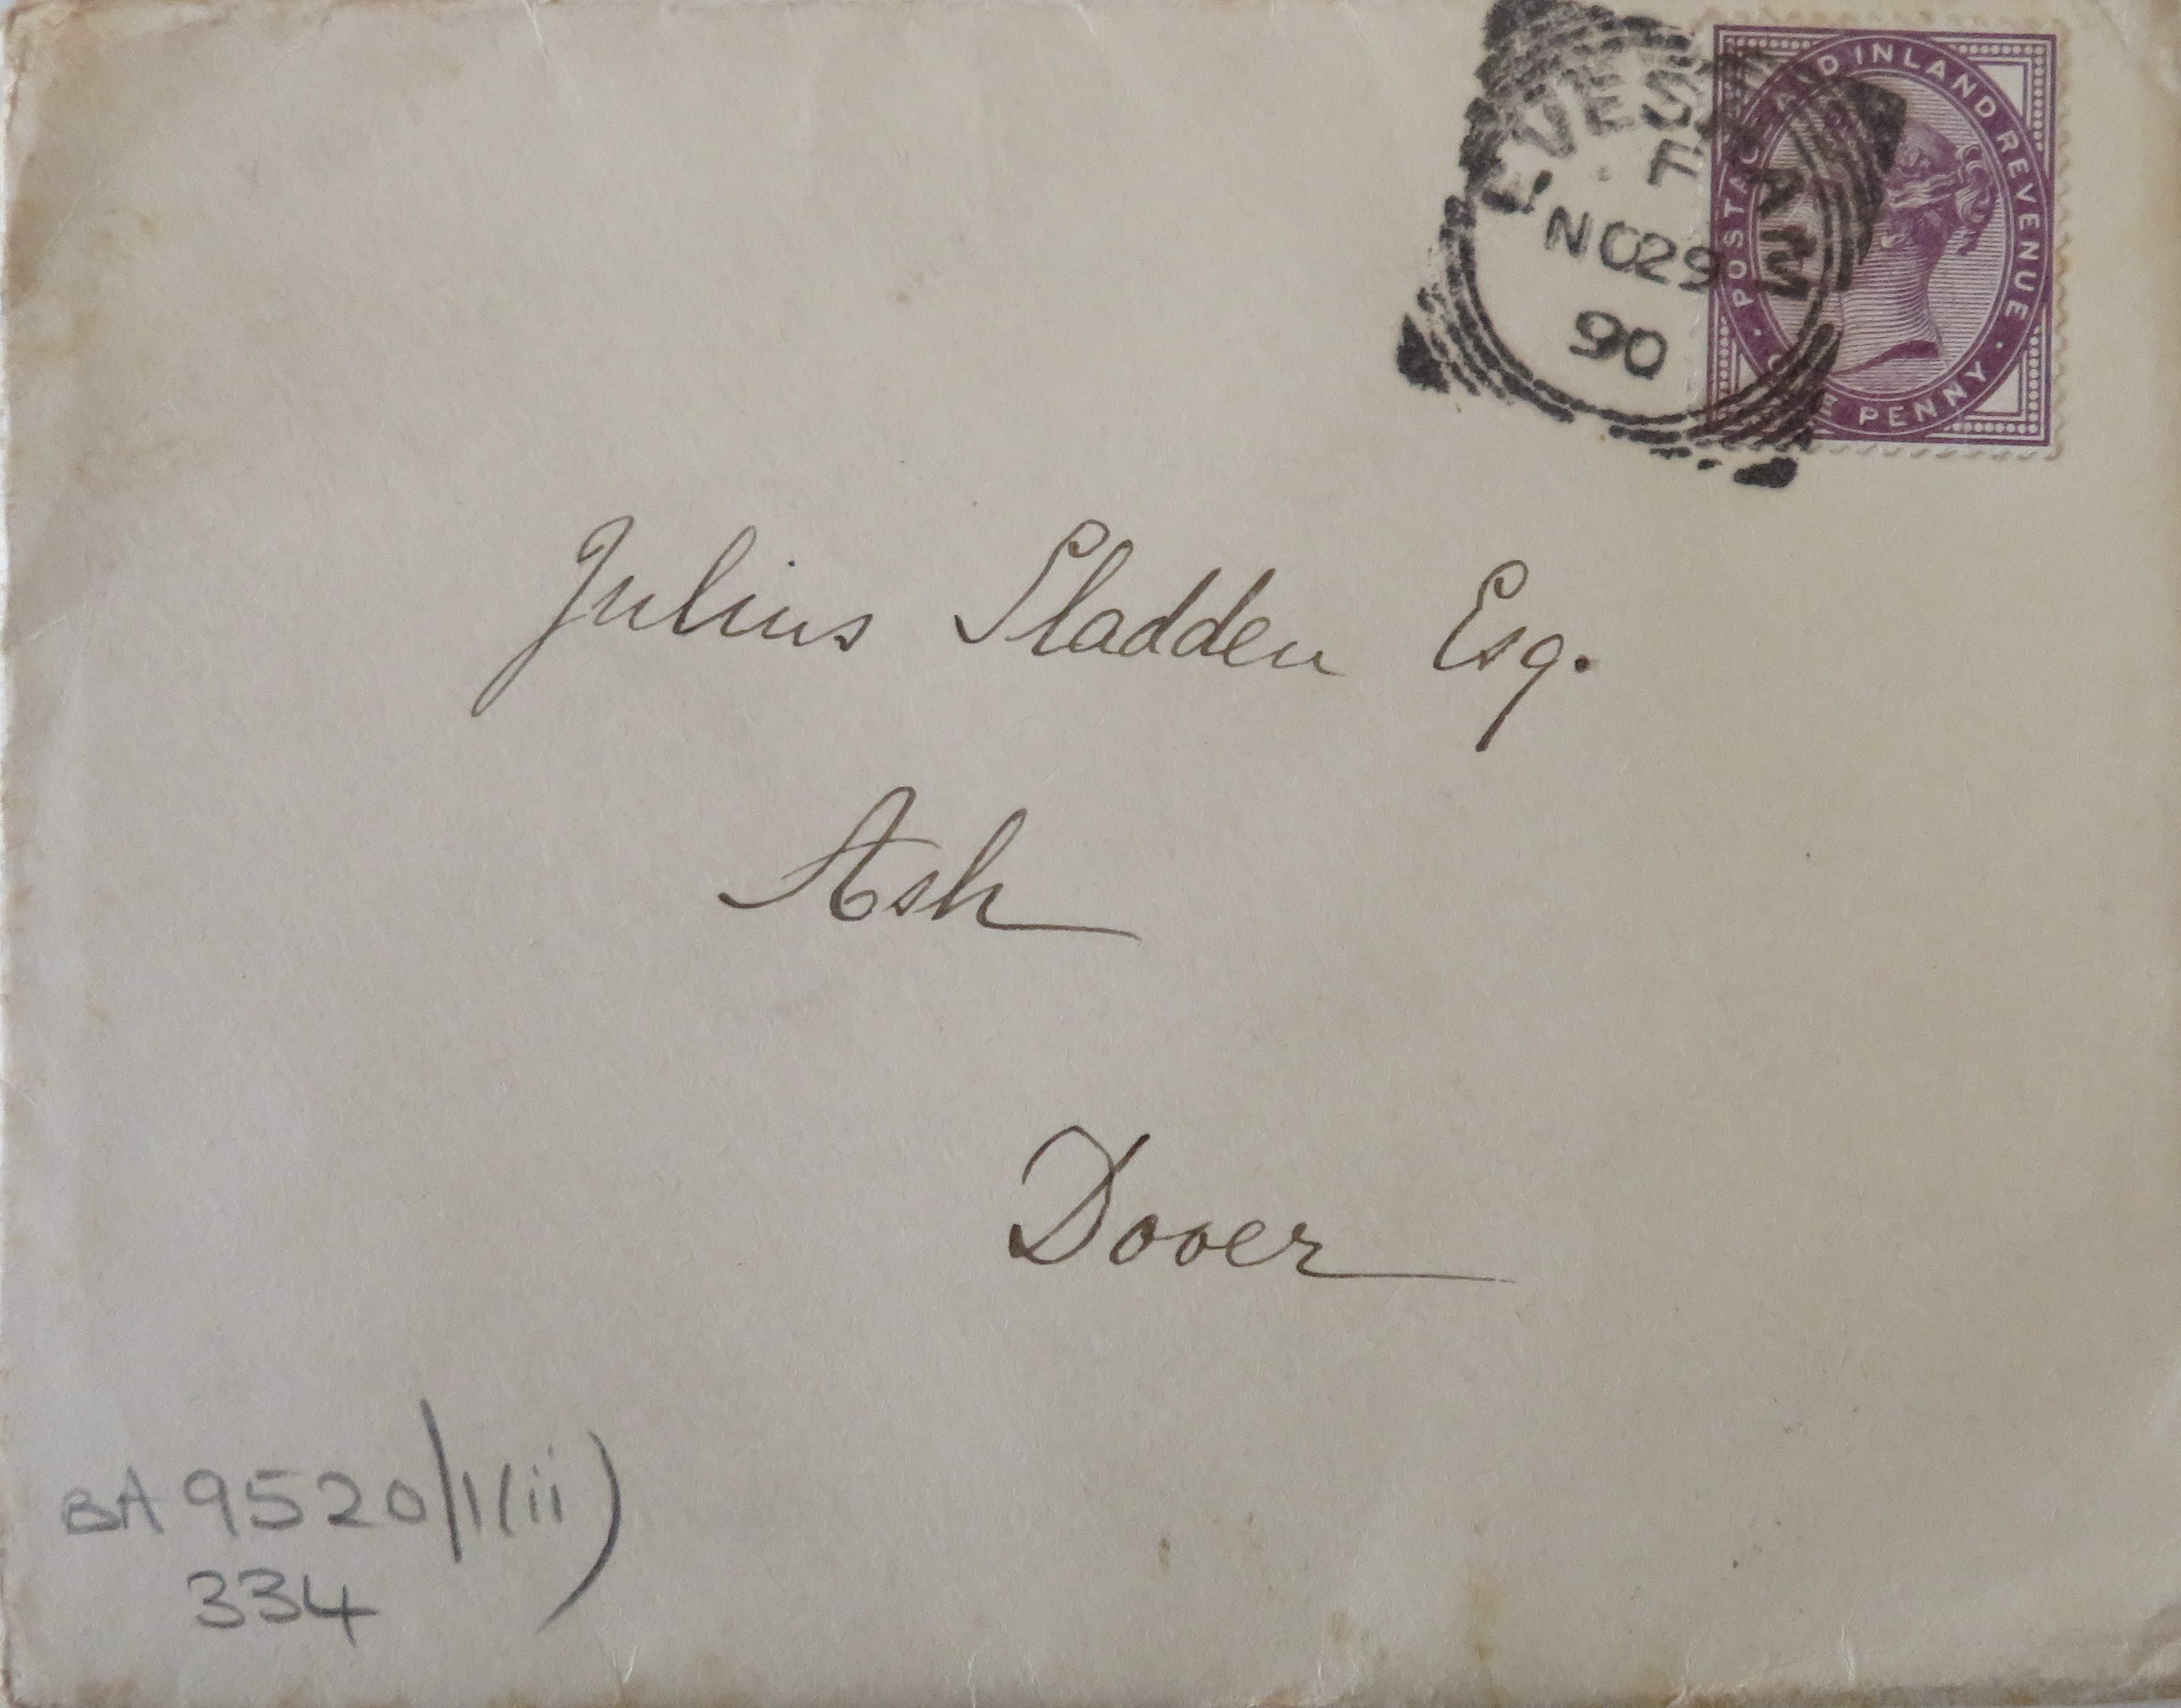 EVESHAM
F
NO 29
90
POSTAGE AND INLAND REVENUE
ONE PENNY
Julius Sladden Esq.
Ash
Dover
BA 9520/1(ii)
334